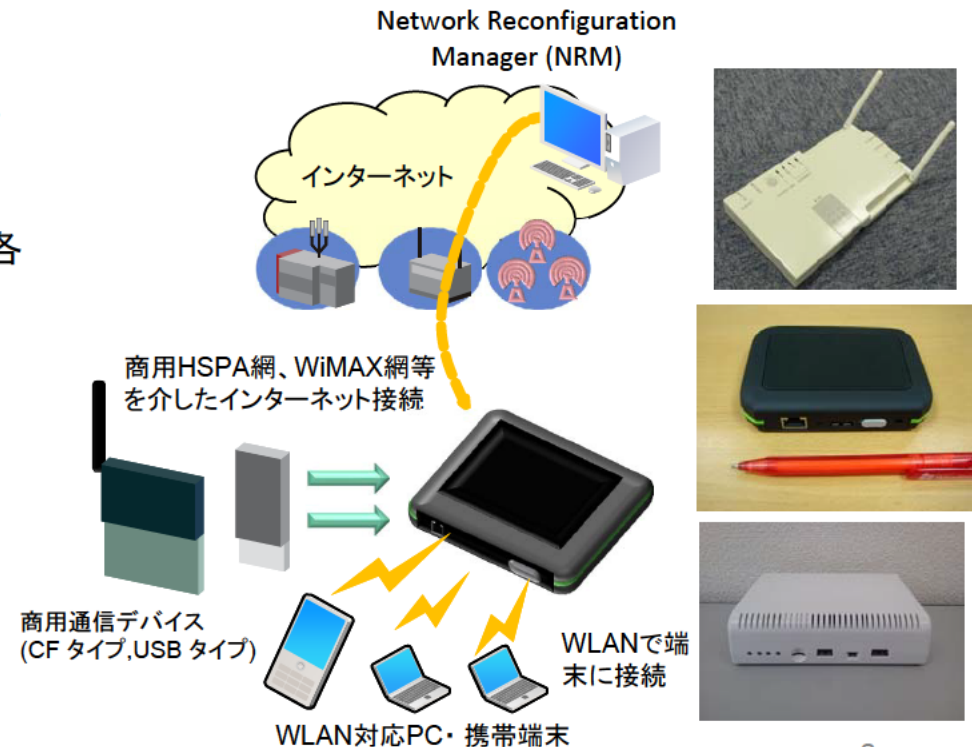 Network Reconfiguration
Manager (NRM)
インターネット
各
商用HSPA網、WiMAX網等
を介したインターネット接続
商用通信デバイス
(CF タイプ,USB タイプ)
WLANで端
末に接続
WLAN対応PC・携帯端末